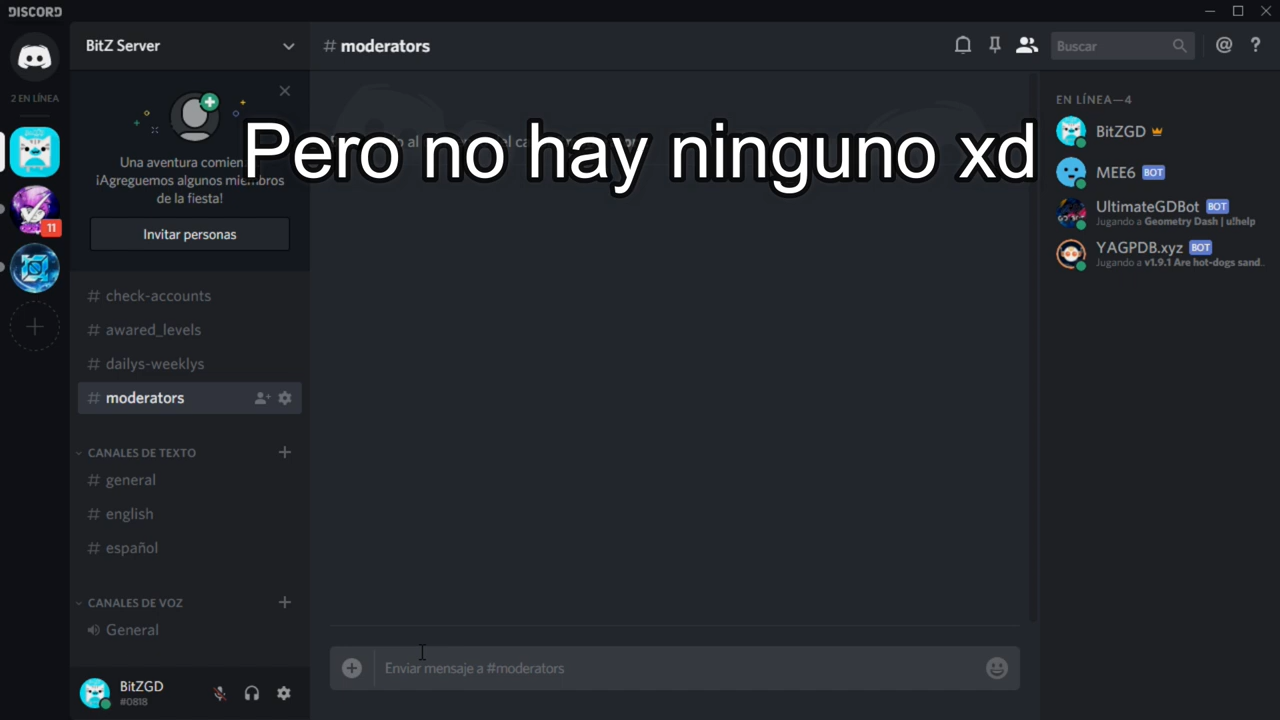 DISCORD
2 EN LÍNEA
11
BitZ Server
Una aventura comien
¡Agreguemos algunos miembros
de la fiesta!
Invitar personas
# check-accounts
# awared_levels
# dailys-weeklys
# moderators
CANALES DE TEXTO
# general
# english
# español
CANALES DE VOZ
General
BitZGD
#0818
# moderators
Buscar
Pero no hay ninguno xd
Enviar mensaje a #moderators
EN LÍNEA—4
BitZGD
MEE6 BOT
UltimateGDBot BOT
Jugando a Geometry Dash | u!help
YAGPDB.xyz BOT
Jugando a v1.9.1 Are hot-dogs sand..